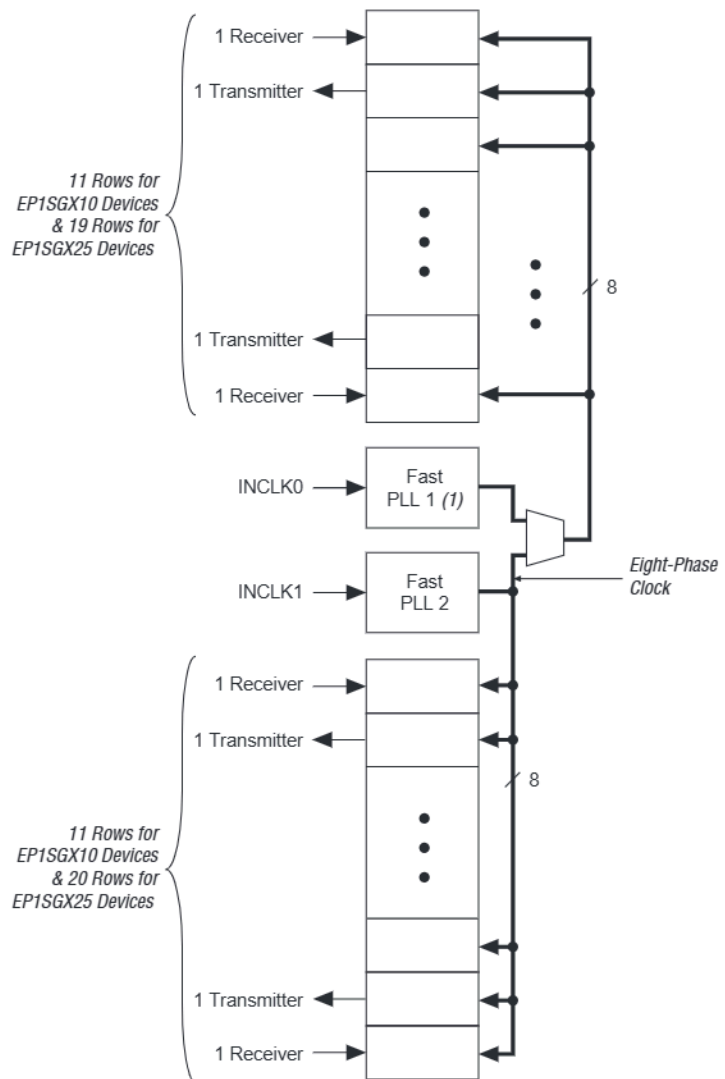 1 Receiver
1 Transmitter
11 Rows for
EP1SGX10 Devices
& 19 Rows for
EP1SGX25 Devices
8
1 Transmitter
1 Receiver
INCLK0
Fast
PLL 1 (1)
INCLK1
Fast
PLL 2
Eight-Phase
Clock
1 Receiver
1 Transmitter
8
11 Rows for
EP1SGX10 Devices
& 20 Rows for
EP1SGX25 Devices
1 Transmitter
1 Receiver